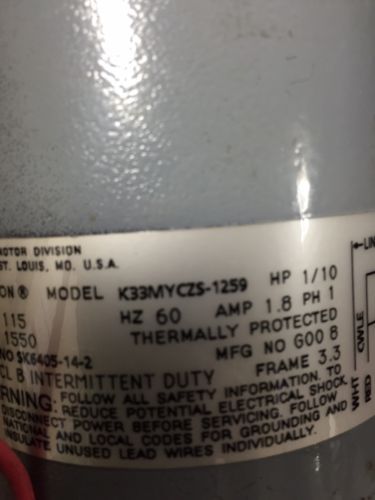 MOTOR DIVISION
ST. LOUIS, MO. U.S.A.
ON® MODEL K33MYCZS-1259 HP 1/10
115 HZ 60 AMP 1.8 PH 1
1550 THERMALLY PROTECTED
NO SK6405-14-2 MFG NO G00 8
CL B INTERMITTENT DUTY FRAME 3.3
RNING: FOLLOW ALL SAFETY INFORMATION. TO
REDUCE POTENTIAL ELECTRICAL SHOCK,
DISCONNECT POWER BEFORE SERVICING. FOLLOW
NATIONAL AND LOCAL CODES FOR GROUNDING AND
INSULATE UNUSED LEAD WIRES INDIVIDUALLY.
LIN
CWLE
WHT
RED